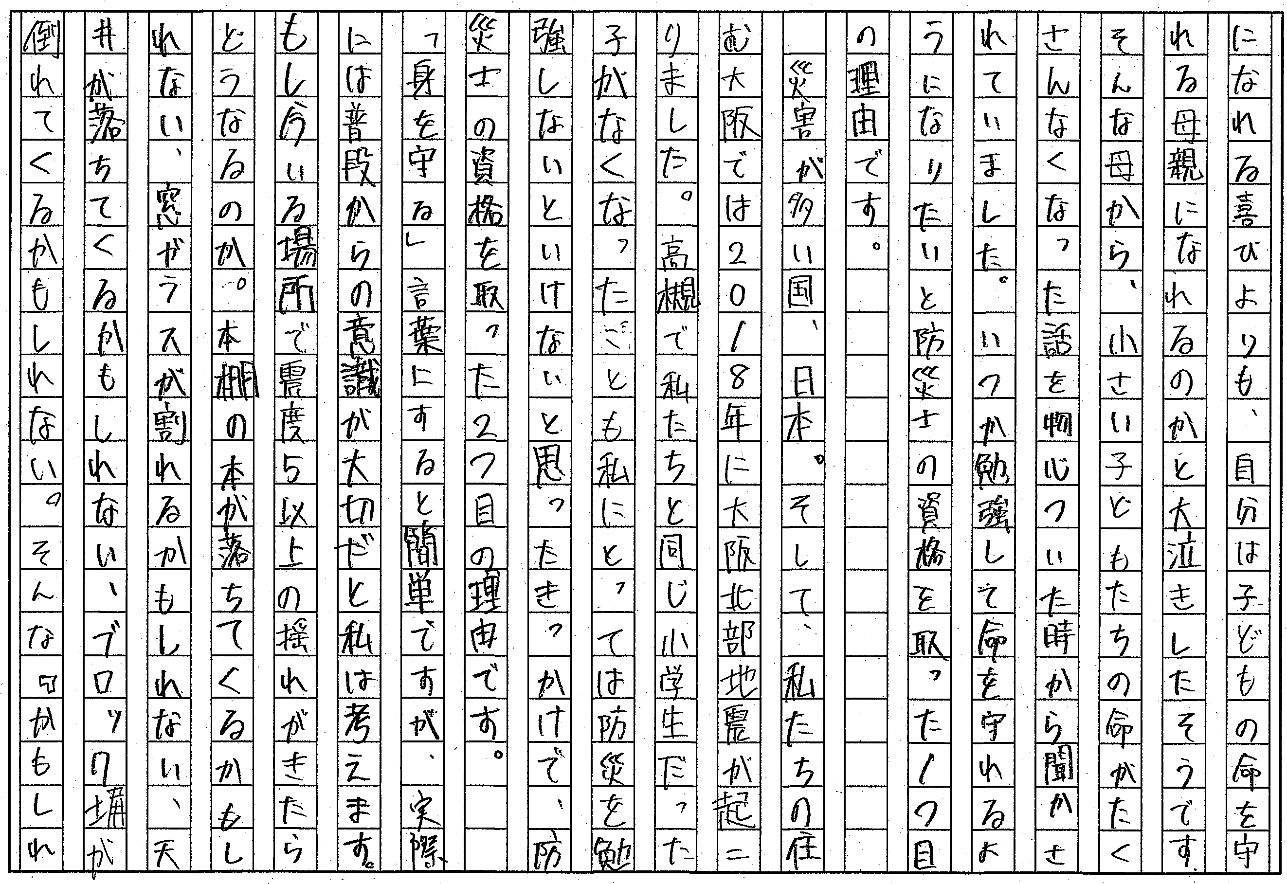 になれる喜びよりも、自分は子どもの命を守
れる母親になれるのかと大泣きしたそうです。
そんな母から、小さい子どもたちの命がたく
さんなくなった話を物心ついた時から聞かさ
れていました。いつか勉強して命を守れるよ
うになりたいと防災士の資格を取った1つ目
の理由です。
災害が多い国、日本。そして、私たちの住
む大阪では2018年に大阪北部地震が起こ
りました。高槻で私たちと同じ小学生だった
子がなくなったことも私にとっては防災を勉
強しないといけないと思ったきっかけで、防
災士の資格を取った2つ目の理由です。
「身を守る」言葉にすると簡単ですが、実際
には普段からの意識が大切だと私は考えます。
もし今いる場所で震度5以上の揺れがきたら
どうなるのか。本棚の本が落ちてくるかもし
れない、窓ガラスが割れるかもしれない、天
井が落ちてくるかもしれない、ブロック塀が
倒れてくるかもしれない。そんな「かもしれ